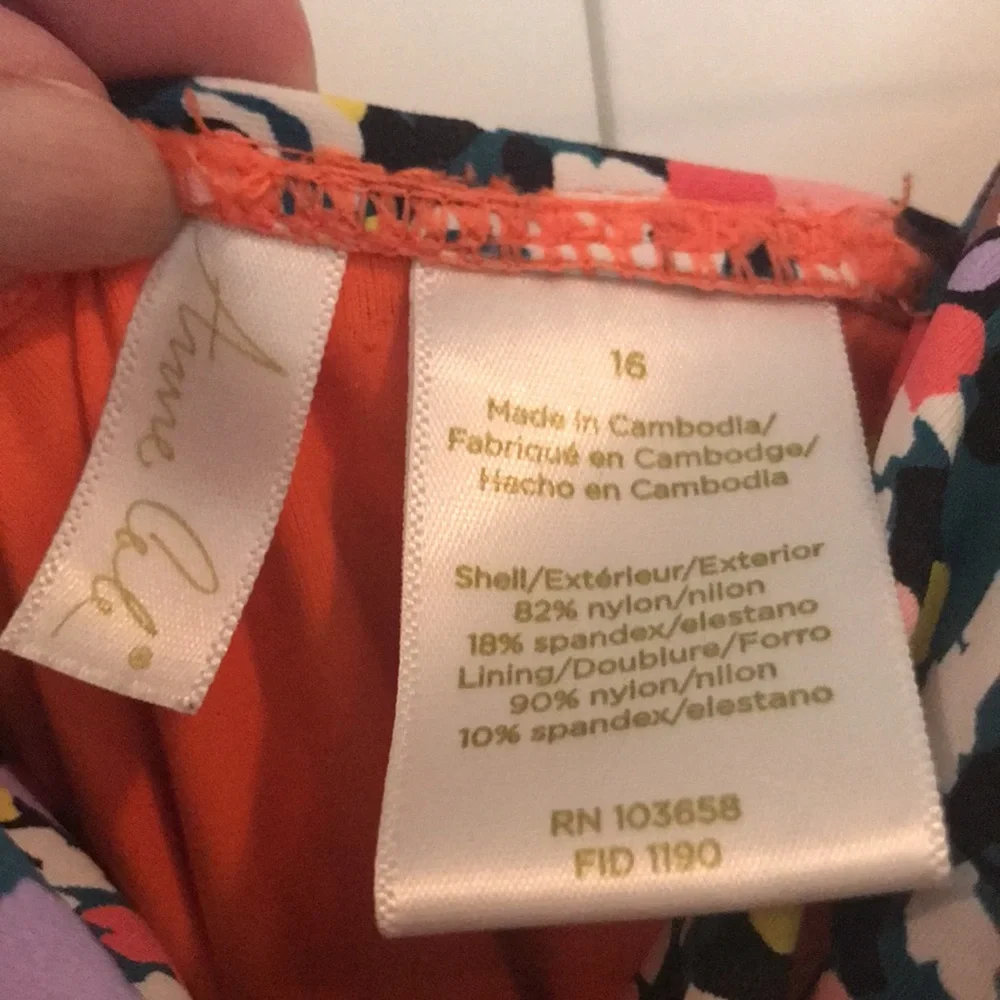 Anne Cole®
16
Made in Cambodia/
Fabriqué en Cambodge/
Hecho en Cambodia
Shell/Extérieur/Exterior
82% nylon/nilon
18% spandex/elestano
Lining/Doublure/Forro
90% nylon/nilon
10% spandex/elestano
RN 103658
FID 1190